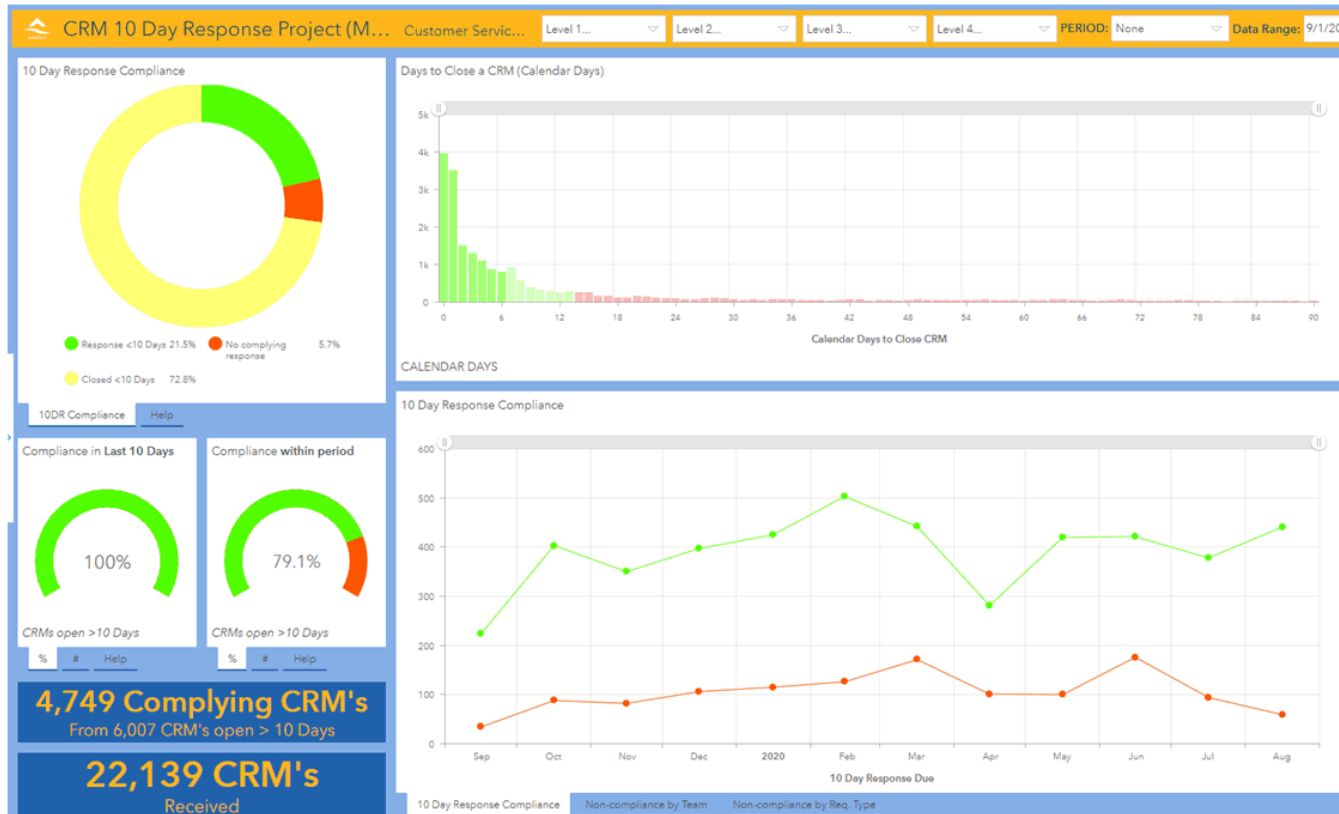 CRM 10 Day Response Project (M... Customer Servic... Level 1... Level 2... Level 3... Level 4... PERIOD: None Data Range: 9/1/20
10 Day Response Compliance
Response <10 Days 21.5%
No complying response 5.7%
Closed <10 Days 72.8%
10DR Compliance Help
Days to Close a CRM (Calendar Days)
5k
4k
3k
2k
1k
0
0 6 12 18 24 30 36 42 48 54 60 66 72 78 84 90
Calendar Days to Close CRM
CALENDAR DAYS
Compliance in Last 10 Days
100%
CRMs open >10 Days
% # Help
Compliance within period
79.1%
CRMs open >10 Days
% # Help
4,749 Complying CRM's
From 6,007 CRM's open > 10 Days
22,139 CRM's
Received
10 Day Response Compliance
600
500
400
300
200
100
0
Sep Oct Nov Dec 2020 Feb Mar Apr May Jun Jul Aug
10 Day Response Due
10 Day Response Compliance Non-compliance by Team Non-compliance by Req. Type